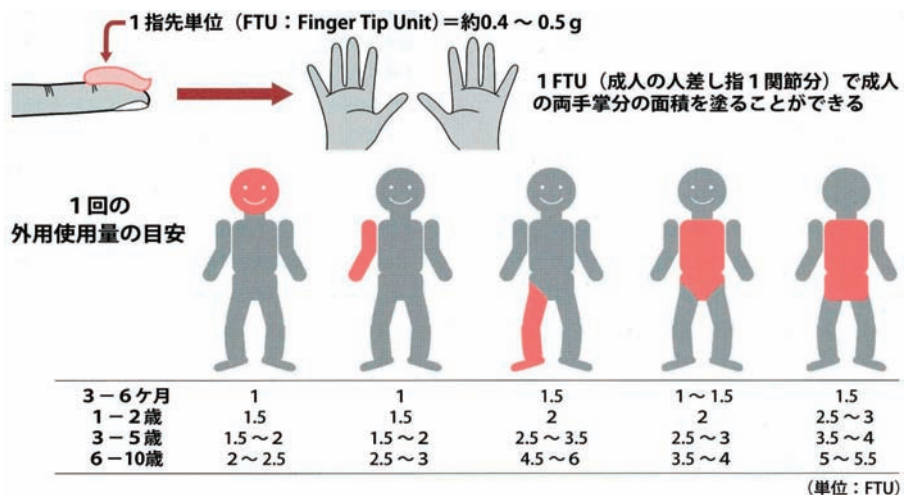 1指先単位（FTU：Finger Tip Unit）＝約0.4～0.5g
1 FTU（成人の人差し指1関節分）で成人
の両手掌分の面積を塗ることができる
1回の
外用使用量の目安
3－6ケ月 1 1 1.5 1～1.5 1.5
1－2歳 1.5 1.5 2 2 2.5～3
3－5歳 1.5～2 1.5～2 2.5～3.5 2.5～3 3.5～4
6－10歳 2～2.5 2.5～3 4.5～6 3.5～4 5～5.5
（単位：FTU）